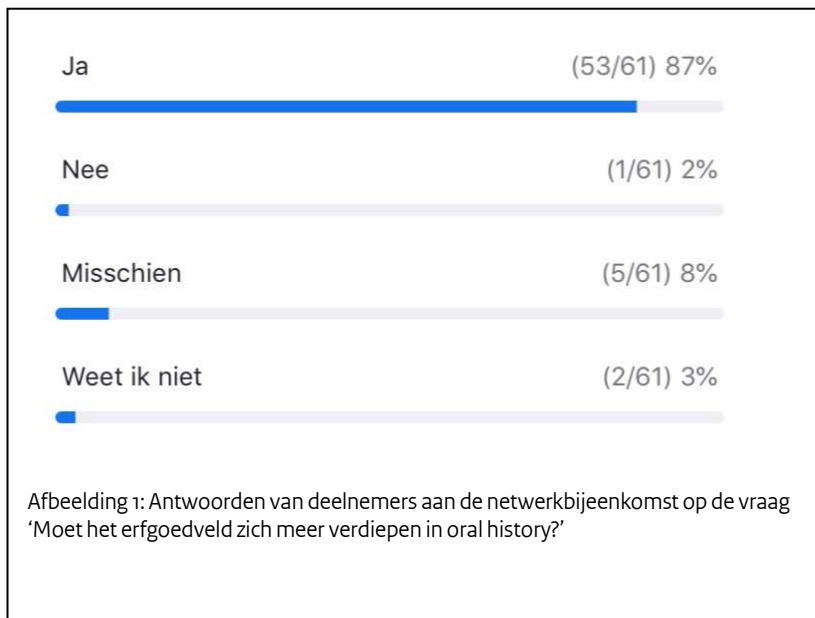 Ja (53/61) 87%
Nee (1/61) 2%
Misschien (5/61) 8%
Weet ik niet (2/61) 3%
Afbeelding 1: Antwoorden van deelnemers aan de netwerkbijeenkomst op de vraag
‘Moet het erfgoedveld zich meer verdiepen in oral history?’